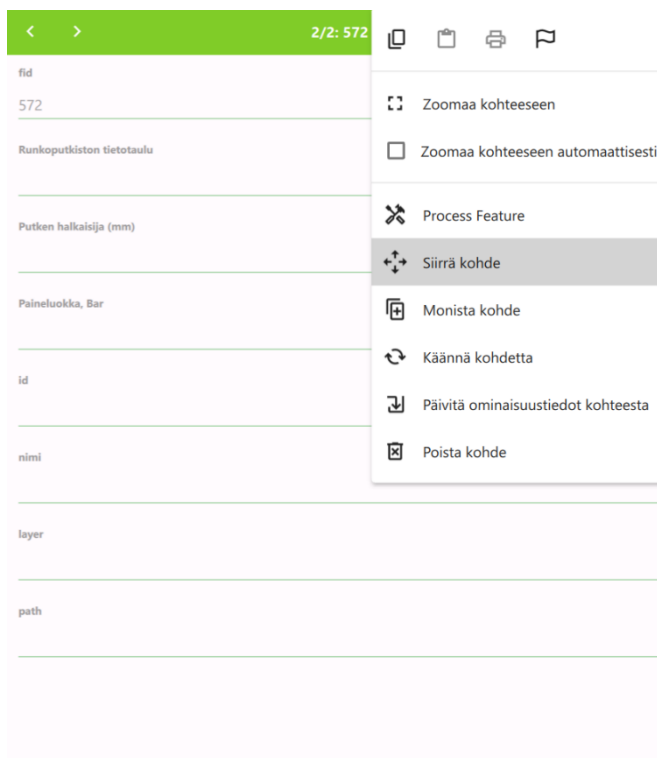 2/2: 572
fid
572
Runkoputkiston tietotaulu
Putken halkaisija (mm)
Paineluokka, Bar
id
nimi
layer
path
Zoomaa kohteeseen
Zoomaa kohteeseen automaattisesti
Process Feature
Siirrä kohde
Monista kohde
Käännä kohdetta
Päivitä ominaisuustiedot kohteesta
Poista kohde